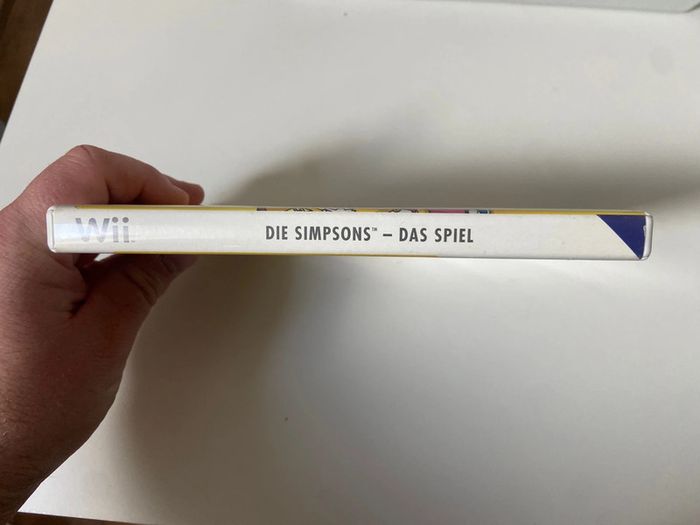 Wii
DIE SIMPSONS™ – DAS SPIEL